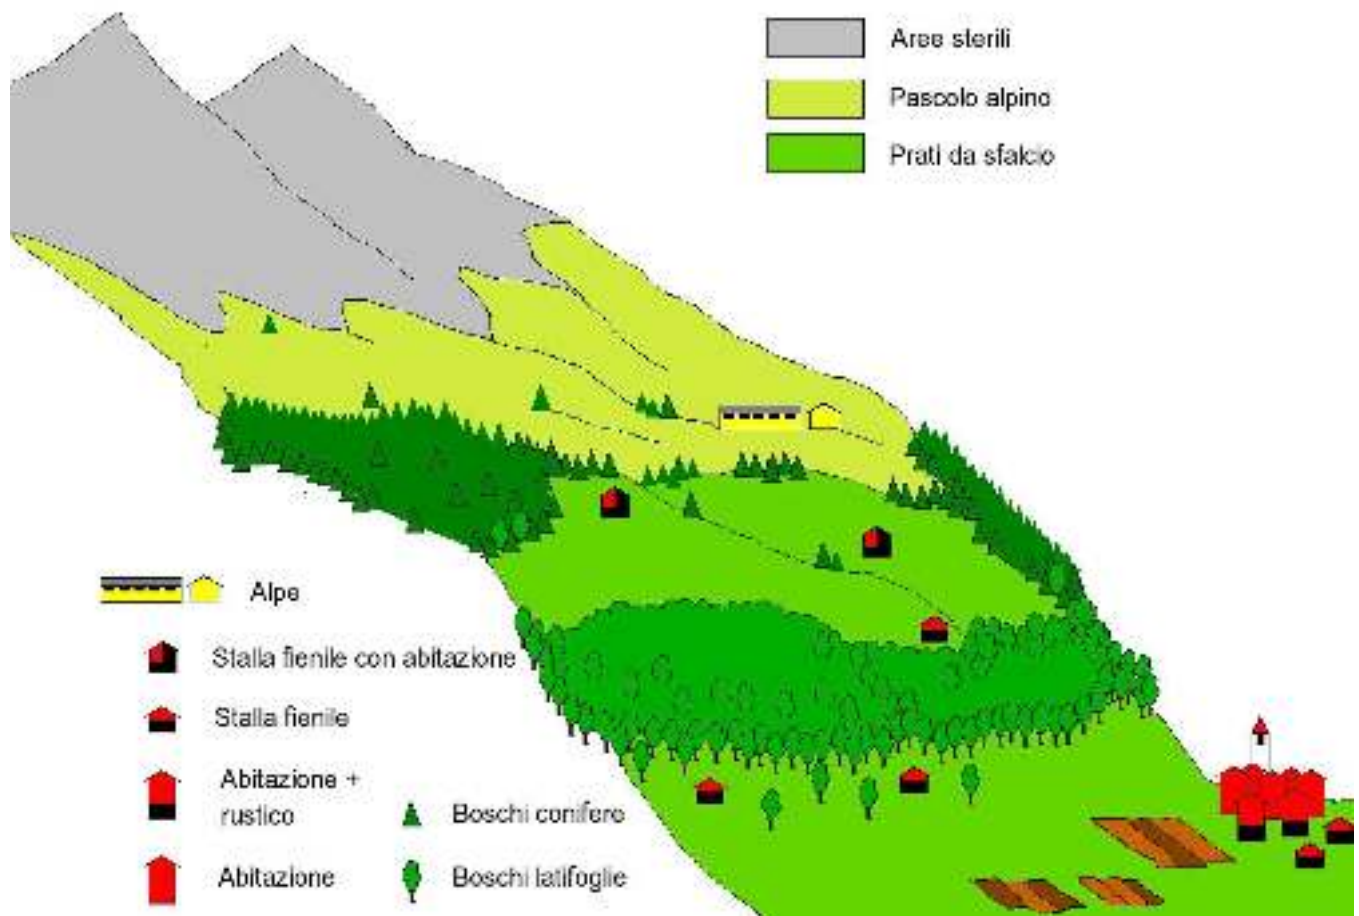 Aree sterili
Pascolo alpino
Prati da sfalcio
Alpe
Stalla fienile con abitazione
Stalla fienile
Abitazione +
rustico
Abitazione
Boschi conifere
Boschi latifoglie